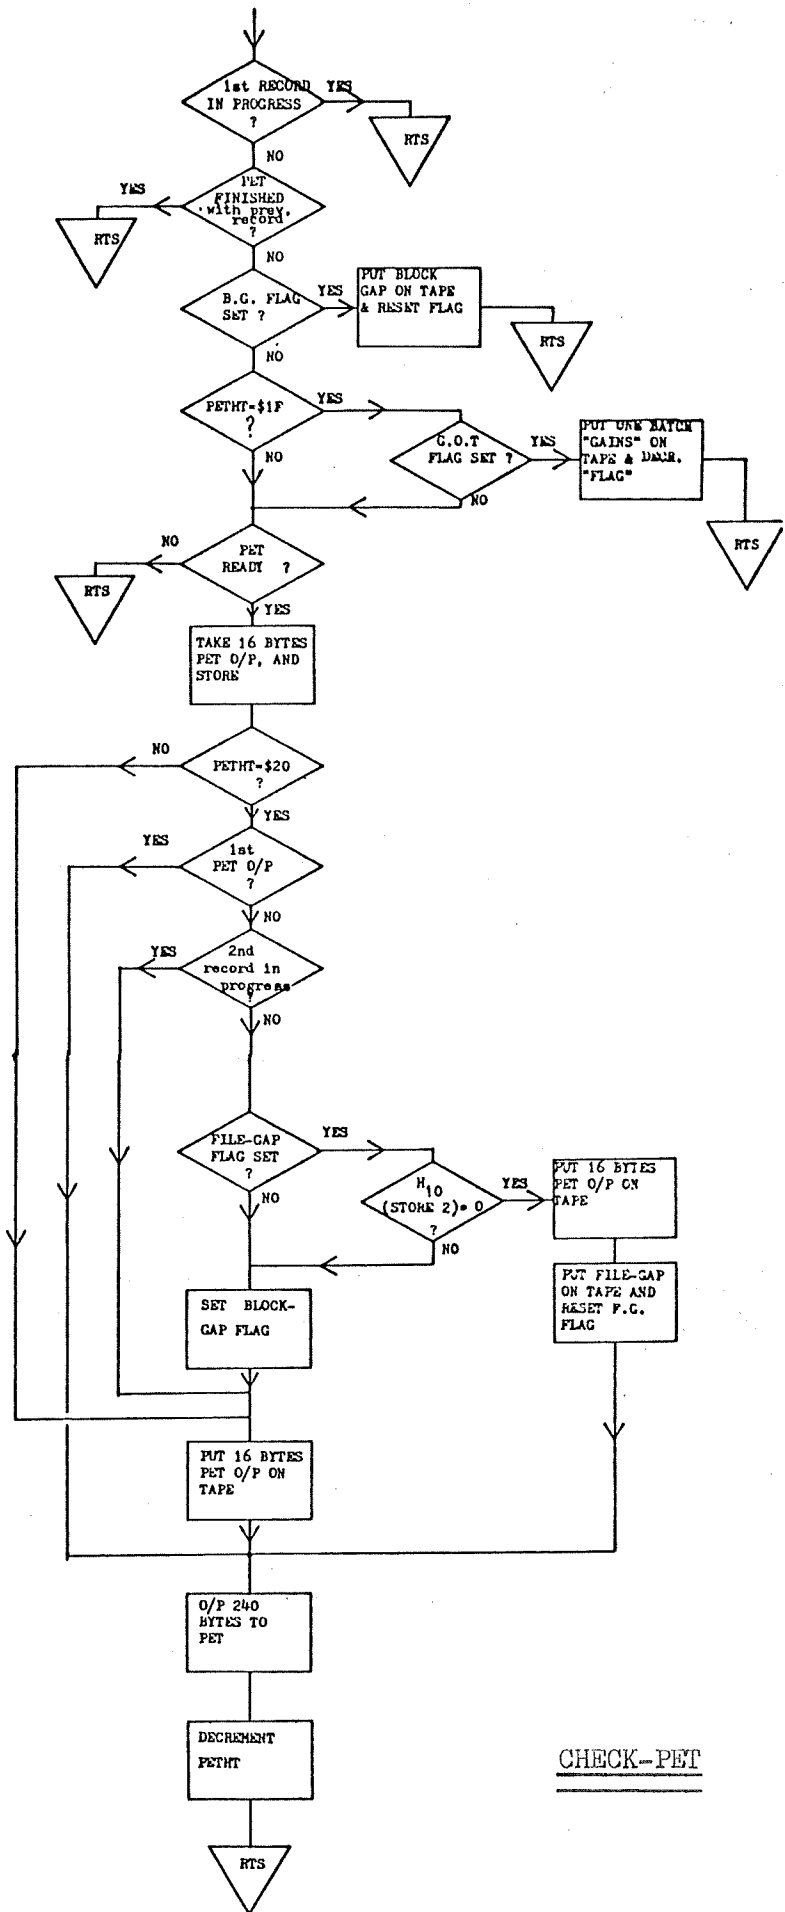 1st RECORD
IN PROGRESS
?
YES
RTS
NO
PET
FINISHED
with prev.
record
?
YES
RTS
NO
B.G. FLAG
SET ?
YES
PUT BLOCK
GAP ON TAPE
& RESET FLAG
RTS
NO
PETHT=$1F
?
YES
G.O.T
FLAG SET ?
YES
PUT ONE BATCH
"GAINS" ON
TAPE & DECR.
"FLAG"
RTS
NO
NO
PET
READY ?
NO
RTS
YES
TAKE 16 BYTES
PET O/P, AND
STORE
PETHT=$20
?
NO
YES
1st
PET O/P
?
YES
NO
2nd
record in
progress
?
YES
NO
FILE-GAP
FLAG SET
?
YES
H10
(STORE 2)= 0
?
YES
PUT 16 BYTES
PET O/P ON
TAPE
NO
NO
PUT FILE-GAP
ON TAPE AND
RESET F.G.
FLAG
SET BLOCK-
GAP FLAG
PUT 16 BYTES
PET O/P ON
TAPE
O/P 240
BYTES TO
PET
DECREMENT
PETHT
RTS
CHECK-PET